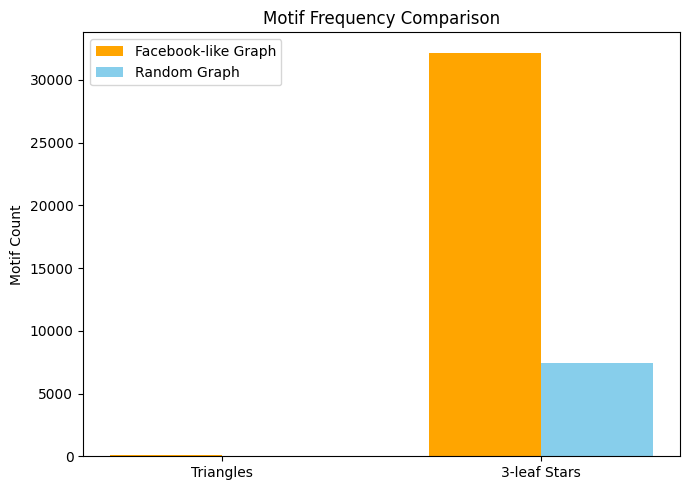 Motif Frequency Comparison
Facebook-like Graph
Random Graph
Motif Count
30000
25000
20000
15000
10000
5000
0
Triangles
3-leaf Stars